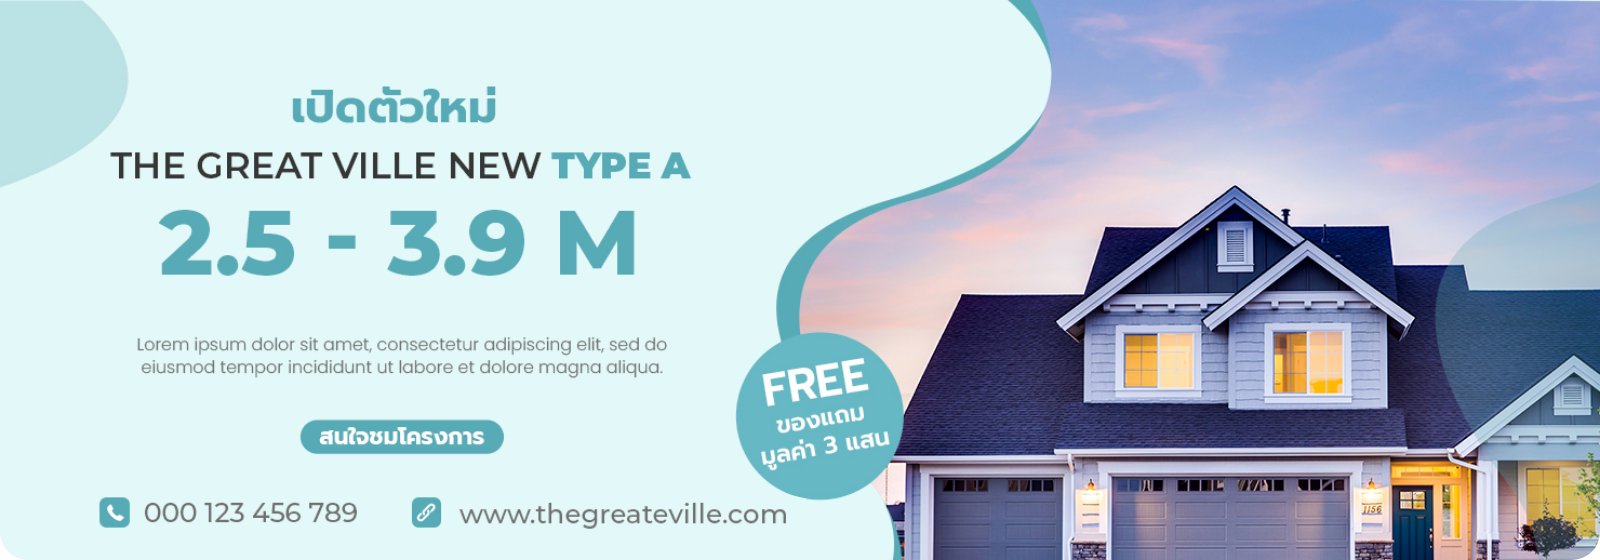 เปิดตัวใหม่
THE GREAT VILLE NEW TYPE A
2.5 - 3.9 M
Lorem ipsum dolor sit amet, consectetur adipiscing elit, sed do
eiusmod tempor incididunt ut labore et dolore magna aliqua.
สนใจชมโครงการ
000 123 456 789
www.thegreateville.com
FREE
ของแถม
มูลค่า 3 แสน
1156